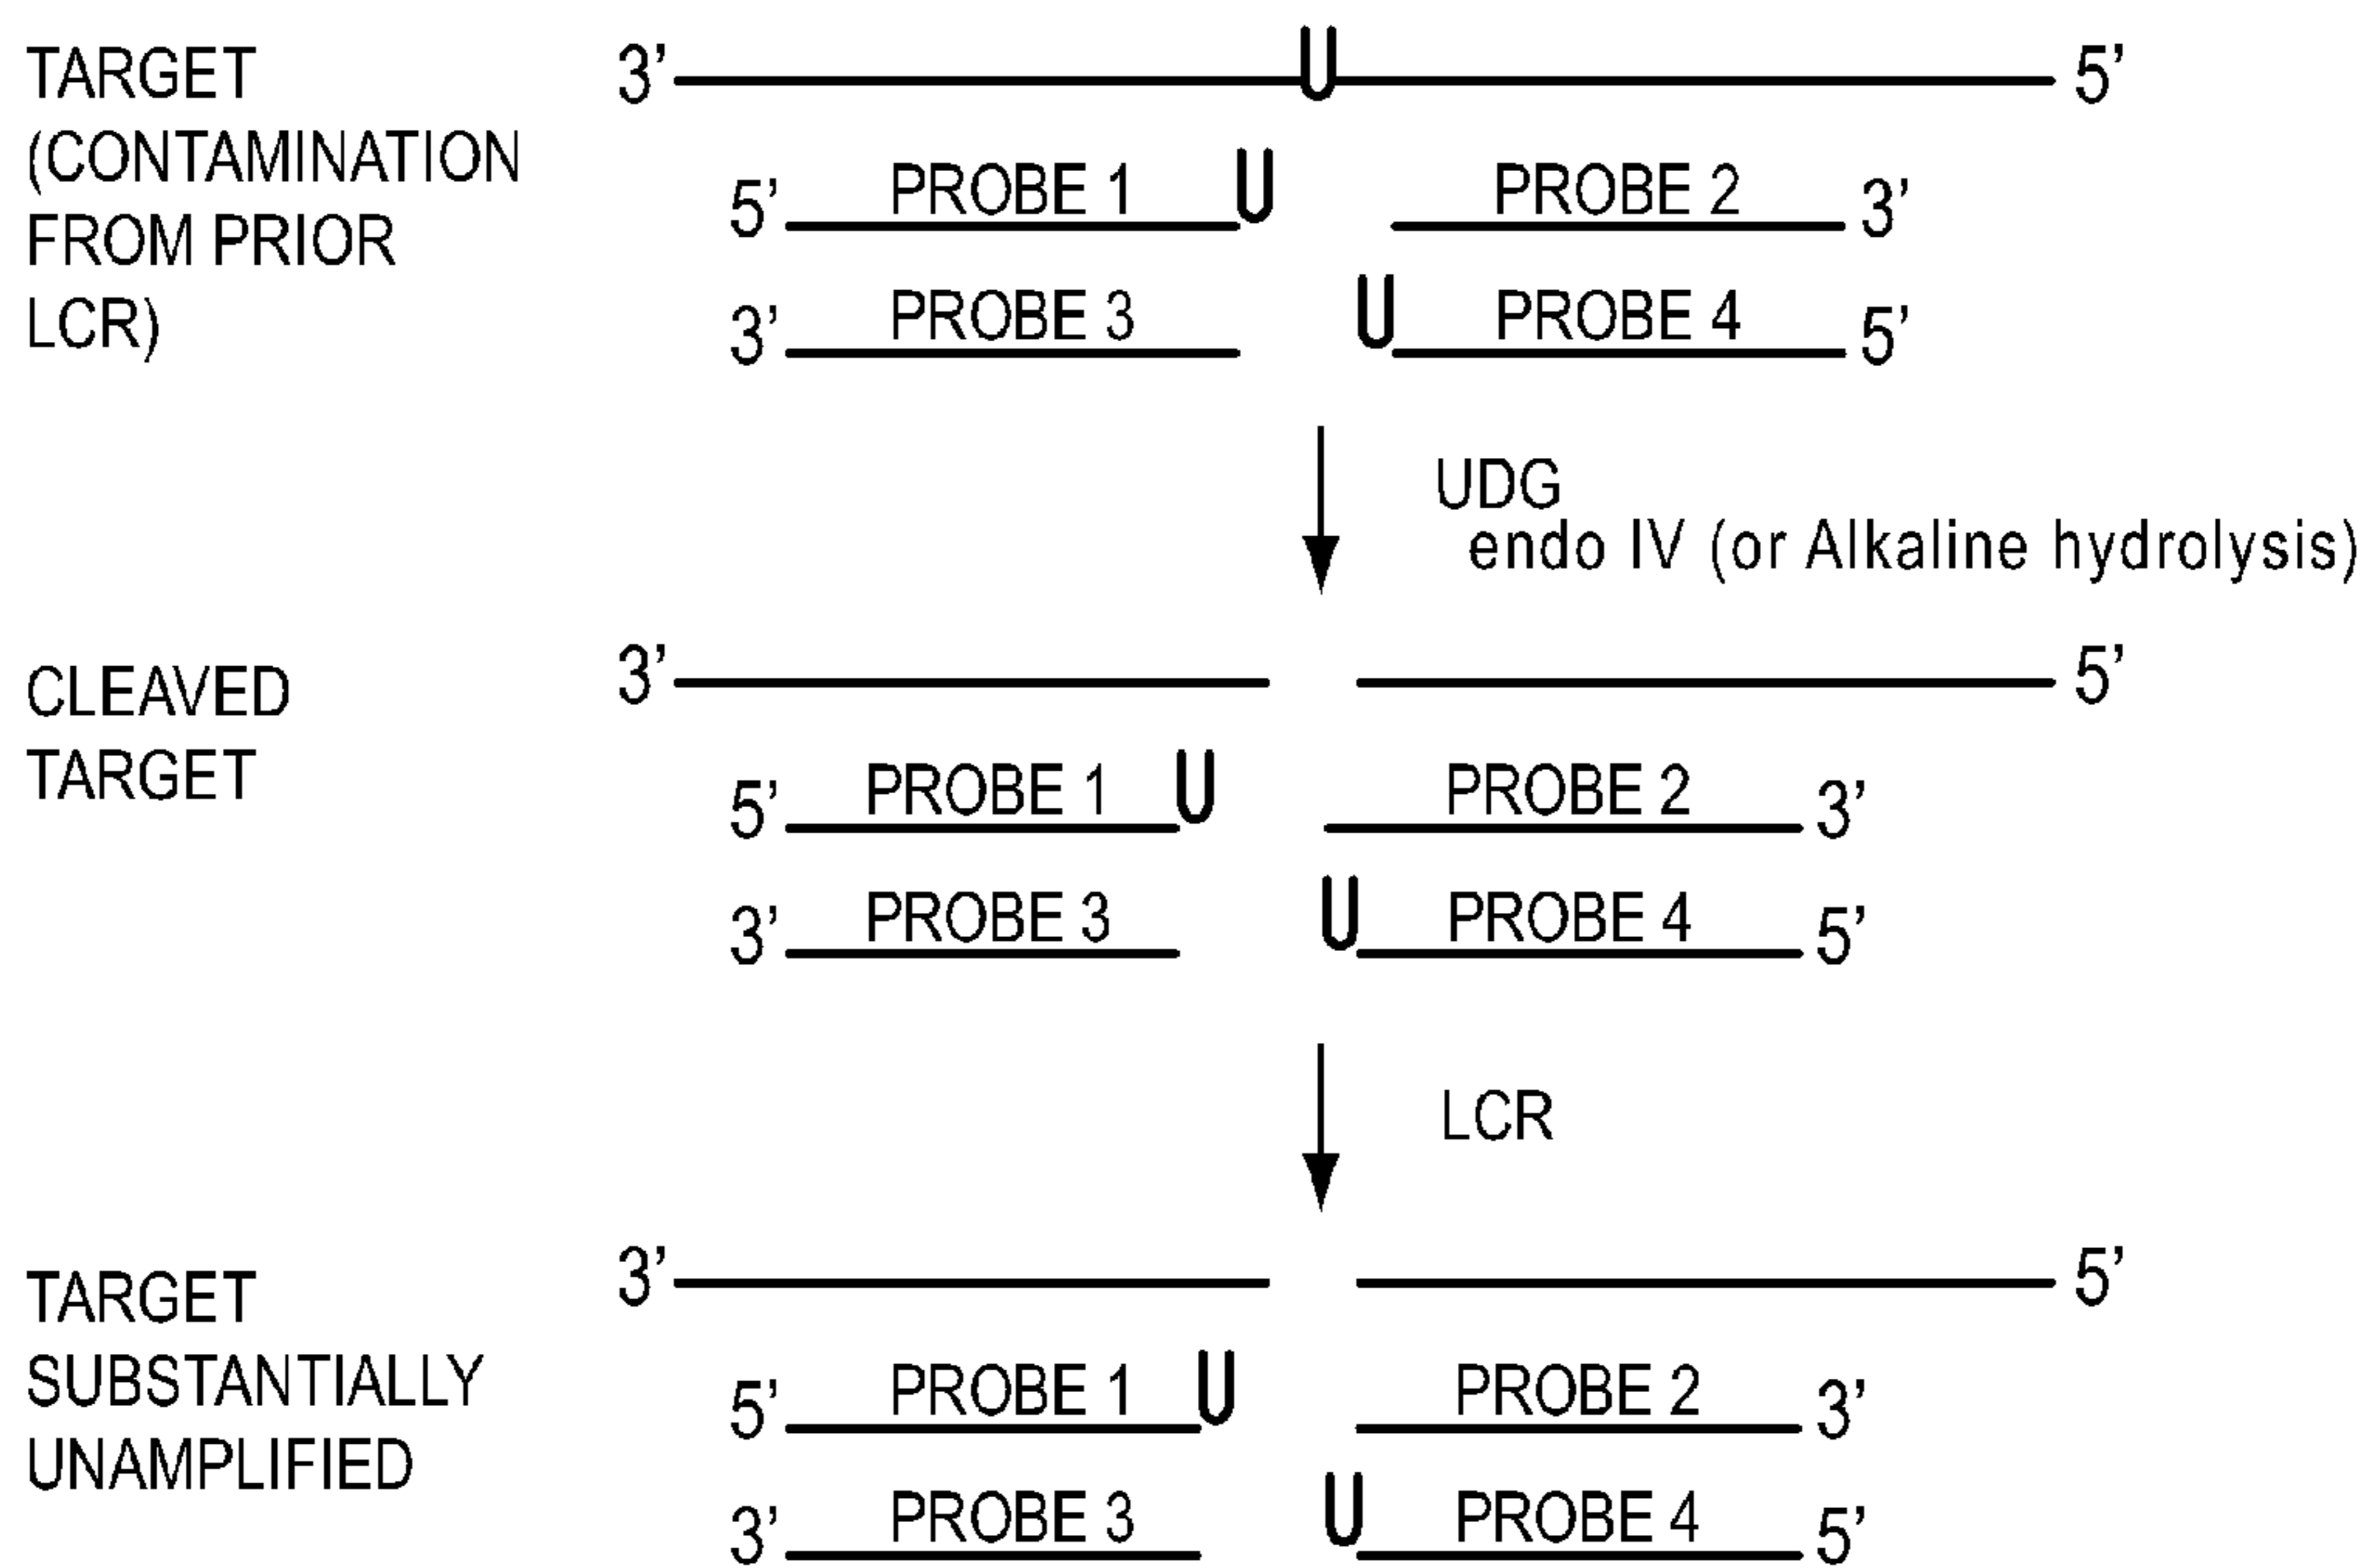 TARGET
(CONTAMINATION
FROM PRIOR
LCR)
3’ U 5’
5’ PROBE 1 U PROBE 2 3’
3’ PROBE 3 U PROBE 4 5’
UDG
endo IV (or Alkaline hydrolysis)
CLEAVED
TARGET
3’ 5’
5’ PROBE 1 U PROBE 2 3’
3’ PROBE 3 U PROBE 4 5’
LCR
TARGET
SUBSTANTIALLY
UNAMPLIFIED
3’ 5’
5’ PROBE 1 U PROBE 2 3’
3’ PROBE 3 U PROBE 4 5’